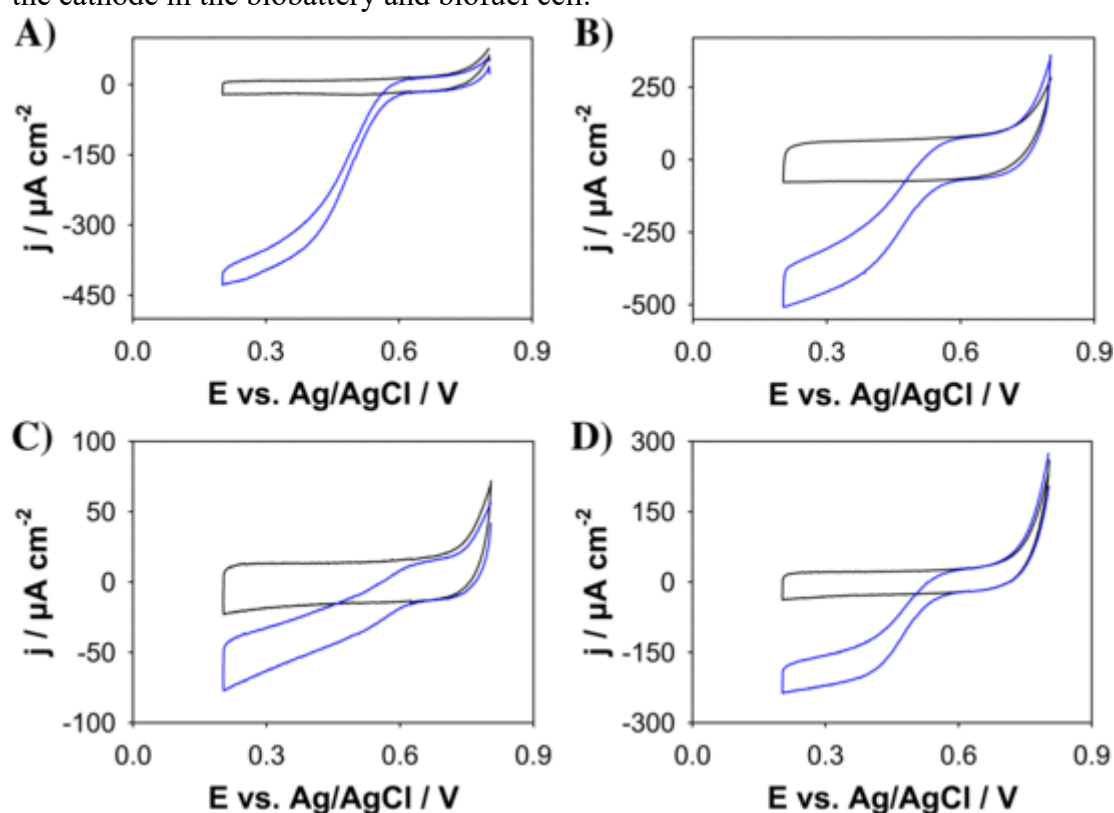 the cathode in the biobattery and biofuel cell.
A)
B)
0
-150
-300
-450
j / µA cm-2
0.0 0.3 0.6 0.9
E vs. Ag/AgCl / V
250
0
-250
-500
j / µA cm-2
0.0 0.3 0.6 0.9
E vs. Ag/AgCl / V
C)
D)
100
50
0
-50
-100
j / µA cm-2
0.0 0.3 0.6 0.9
E vs. Ag/AgCl / V
300
150
0
-150
-300
j / µA cm-2
0.0 0.3 0.6 0.9
E vs. Ag/AgCl / V